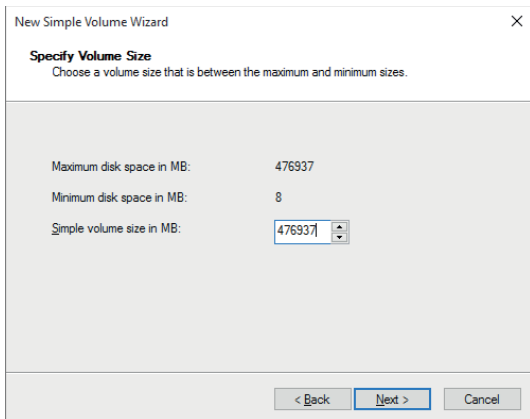 New Simple Volume Wizard
Specify Volume Size
Choose a volume size that is between the maximum and minimum sizes.
Maximum disk space in MB: 476937
Minimum disk space in MB: 8
Simple volume size in MB: 476937
< Back Next > Cancel